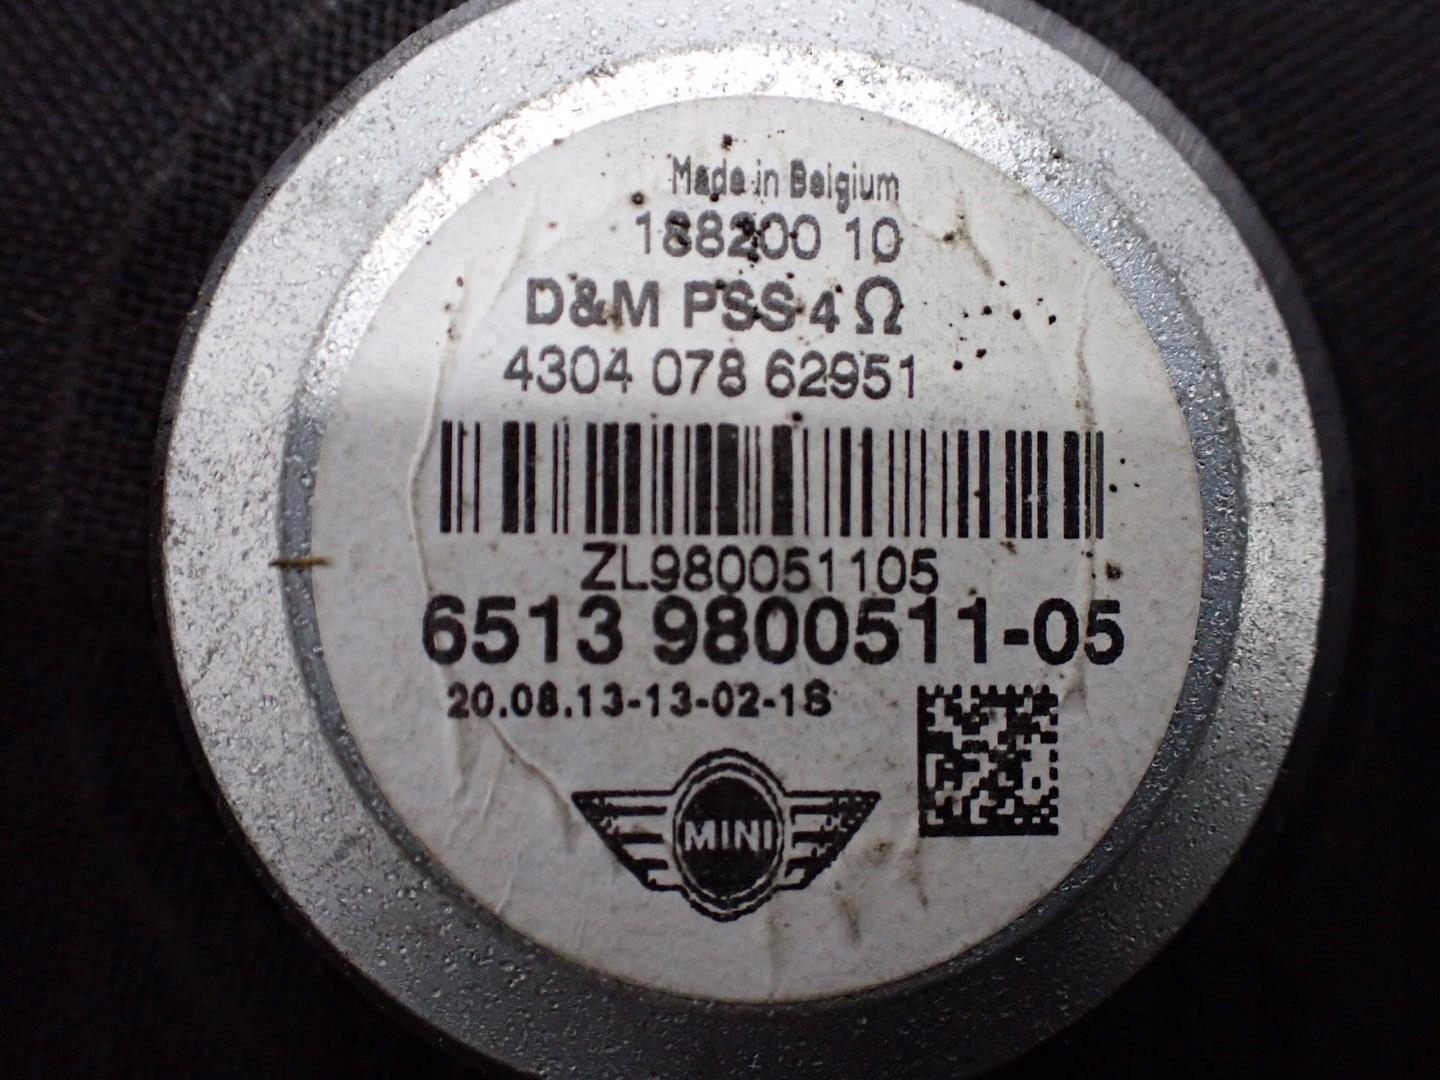 Made in Belgium
188200 10
D&M PSS 4 Ω
4304 078 62951
ZL980051105
6513 9800511-05
20.08.13-13-02-1S
MINI